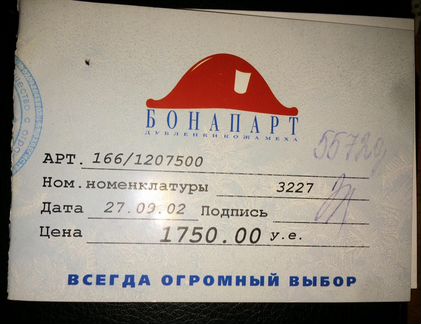 БОНАПАРТ
ДУБЛЕНКИ КОЖА МЕХА
АРТ. 166/1207500
Ном. номенклатуры 3227
Дата 27.09.02 Подпись
Цена 1750.00 у.е.
ВСЕГДА ОГРОМНЫЙ ВЫБОР